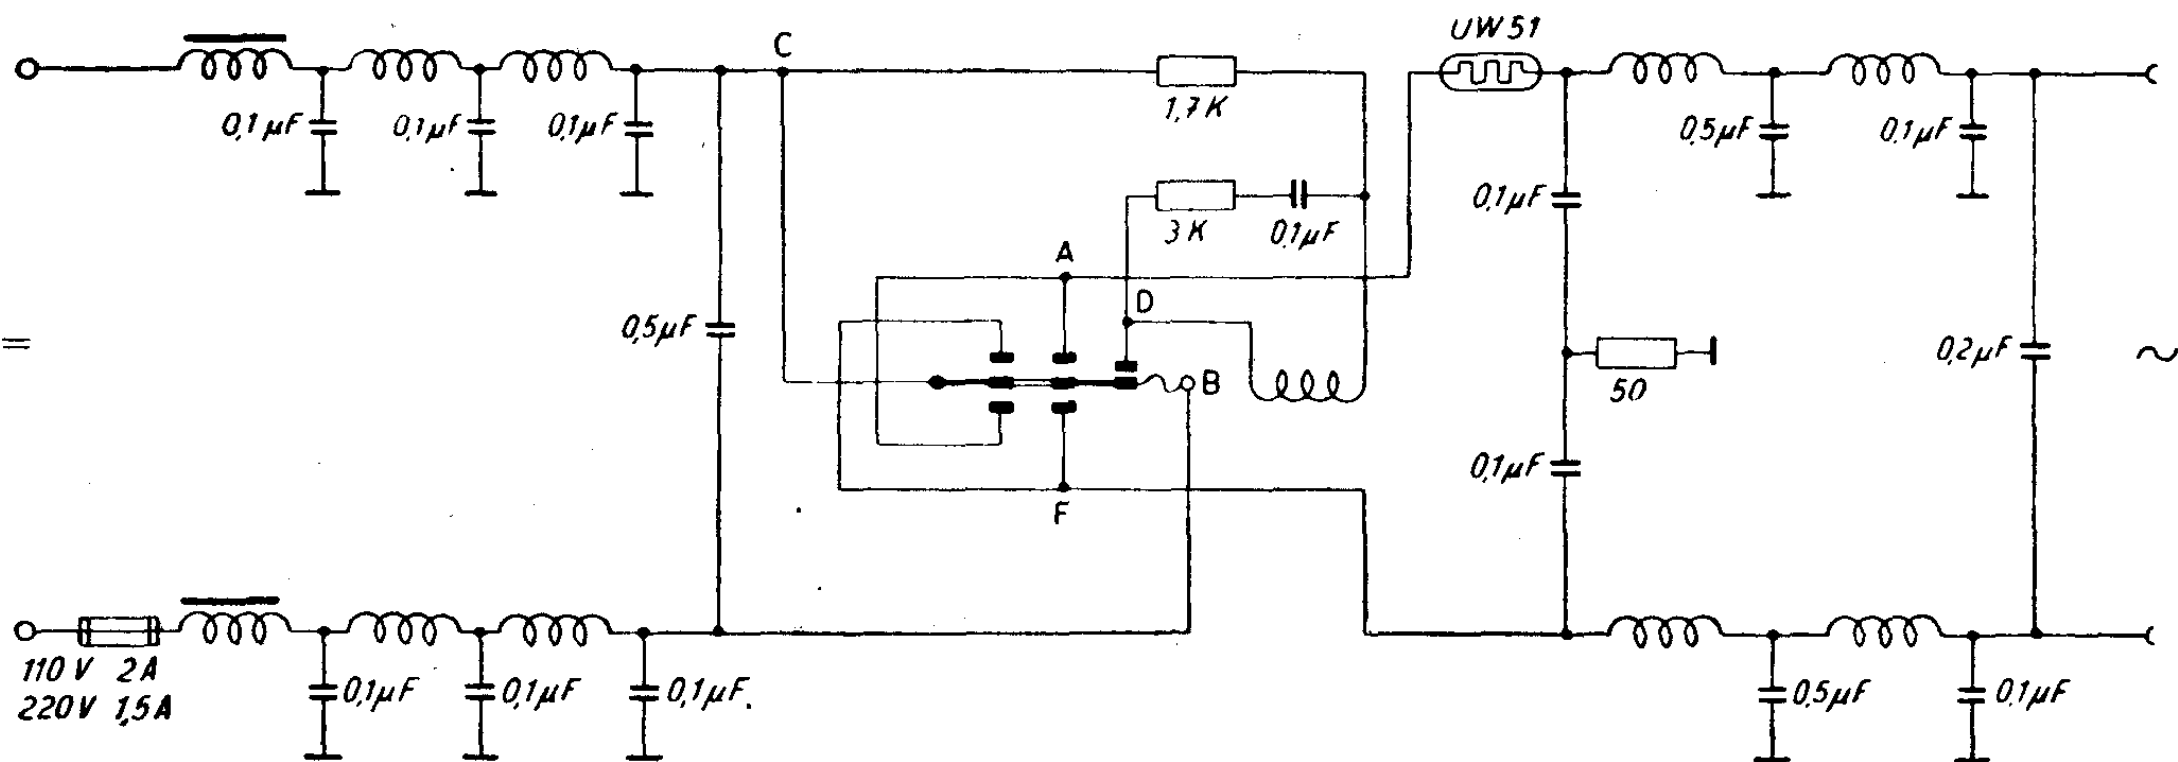 UW51
C
1,7K
0,1µF
0,1µF
0,1µF
0,5µF
0,1µF
0,1µF
3K
0,1µF
A
D
0,5µF
=
B
50
0,2µF
~
0,1µF
F
110V 2A
220V 1,5A
0,1µF
0,1µF
0,1µF.
0,5µF
0,1µF